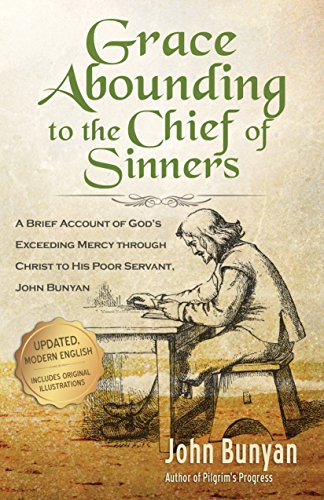 Grace
Abounding
to the Chief of
Sinners
A Brief Account of God's
Exceeding Mercy through
Christ to His Poor Servant,
John Bunyan
UPDATED,
MODERN ENGLISH
INCLUDES ORIGINAL
ILLUSTRATIONS
John Bunyan
Author of Pilgrim's Progress